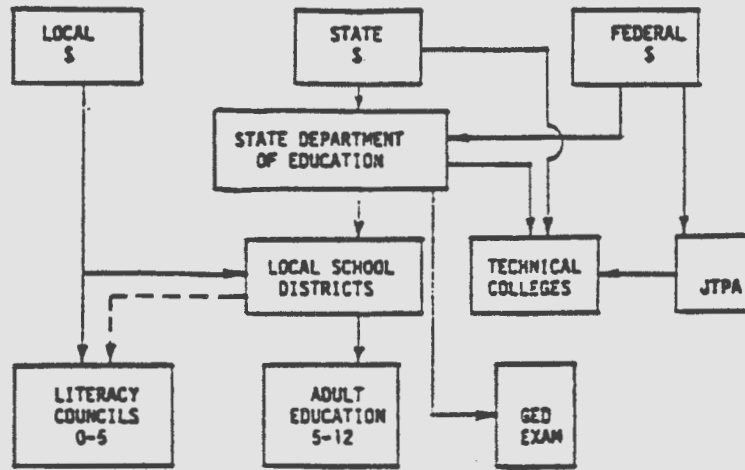 LOCAL
$
STATE
$
FEDERAL
$
STATE DEPARTMENT
OF EDUCATION
LOCAL SCHOOL
DISTRICTS
TECHNICAL
COLLEGES
JTPA
LITERACY
COUNCILS
0-5
ADULT
EDUCATION
5-12
GED
EXAM